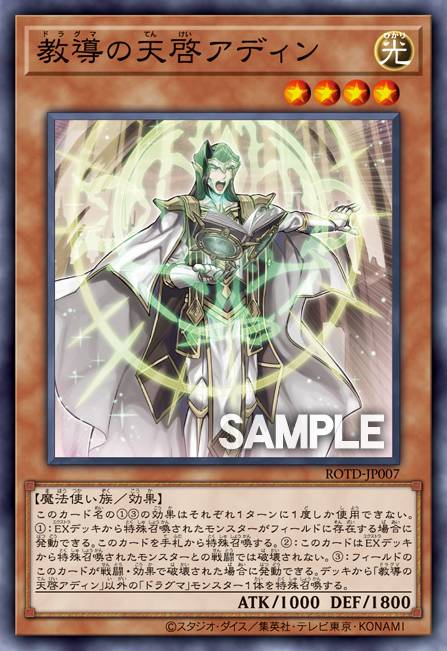 教導の天啓アディン
ドラグマ
てん
けい
光
ひかり
SAMPLE
ROTD-JP007
【魔法使い族／効果】
このカード名の①③の効果はそれぞれ1ターンに1度しか使用できない。
①：EXデッキから特殊召喚されたモンスターがフィールドに存在する場合に
発動できる。このカードを手札から特殊召喚する。②：このカードはEXデッキ
から特殊召喚されたモンスターとの戦闘では破壊されない。③：フィールドの
このカードが戦闘・効果で破壊された場合に発動できる。デッキから「教導の
天啓アディン」以外の「ドラグマ」モンスター1体を特殊召喚する。
ATK/1000 DEF/1800
©スタジオ・ダイス／集英社・テレビ東京・KONAMI